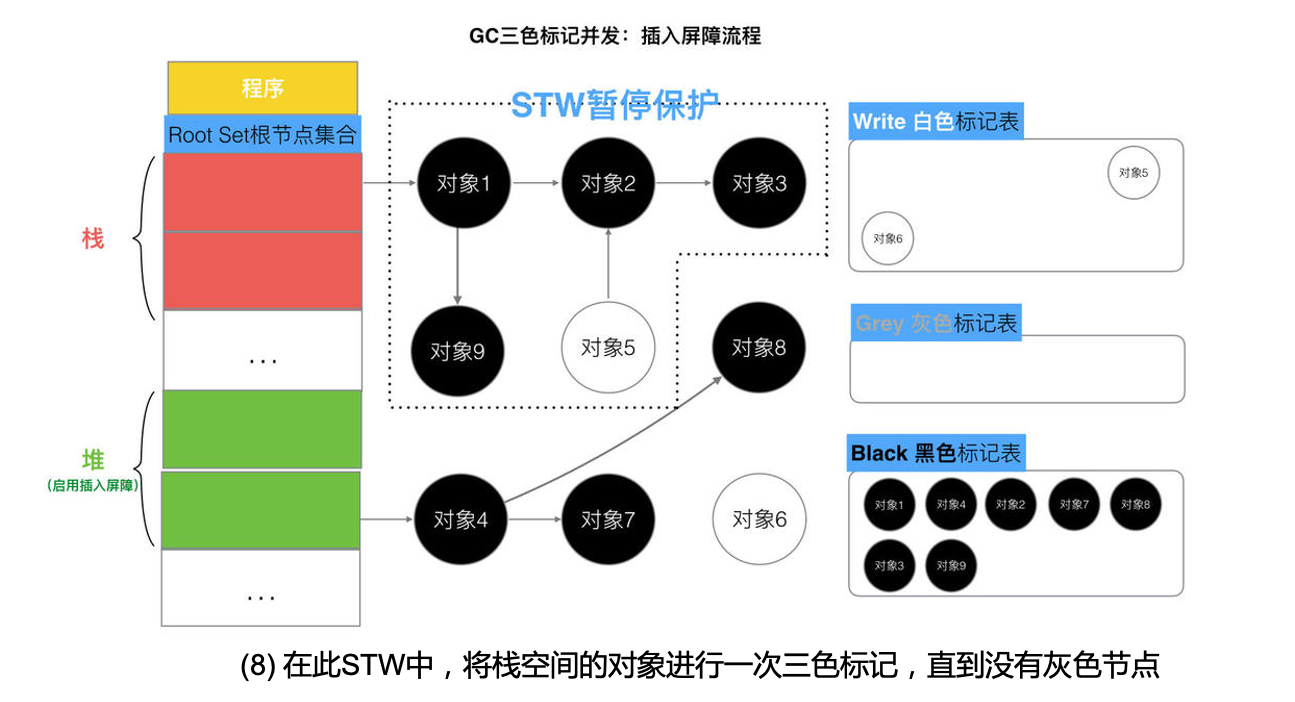 GC三色标记并发：插入屏障流程
程序
Root Set根节点集合
栈
...
堆
(启用插入屏障)
...
STW暂停保护
对象1
对象2
对象3
对象9
对象5
对象8
对象4
对象7
对象6
Write 白色标记表
对象5
对象6
Grey 灰色标记表
Black 黑色标记表
对象1
对象4
对象2
对象7
对象8
对象3
对象9
(8) 在此STW中，将栈空间的对象进行一次三色标记，直到没有灰色节点